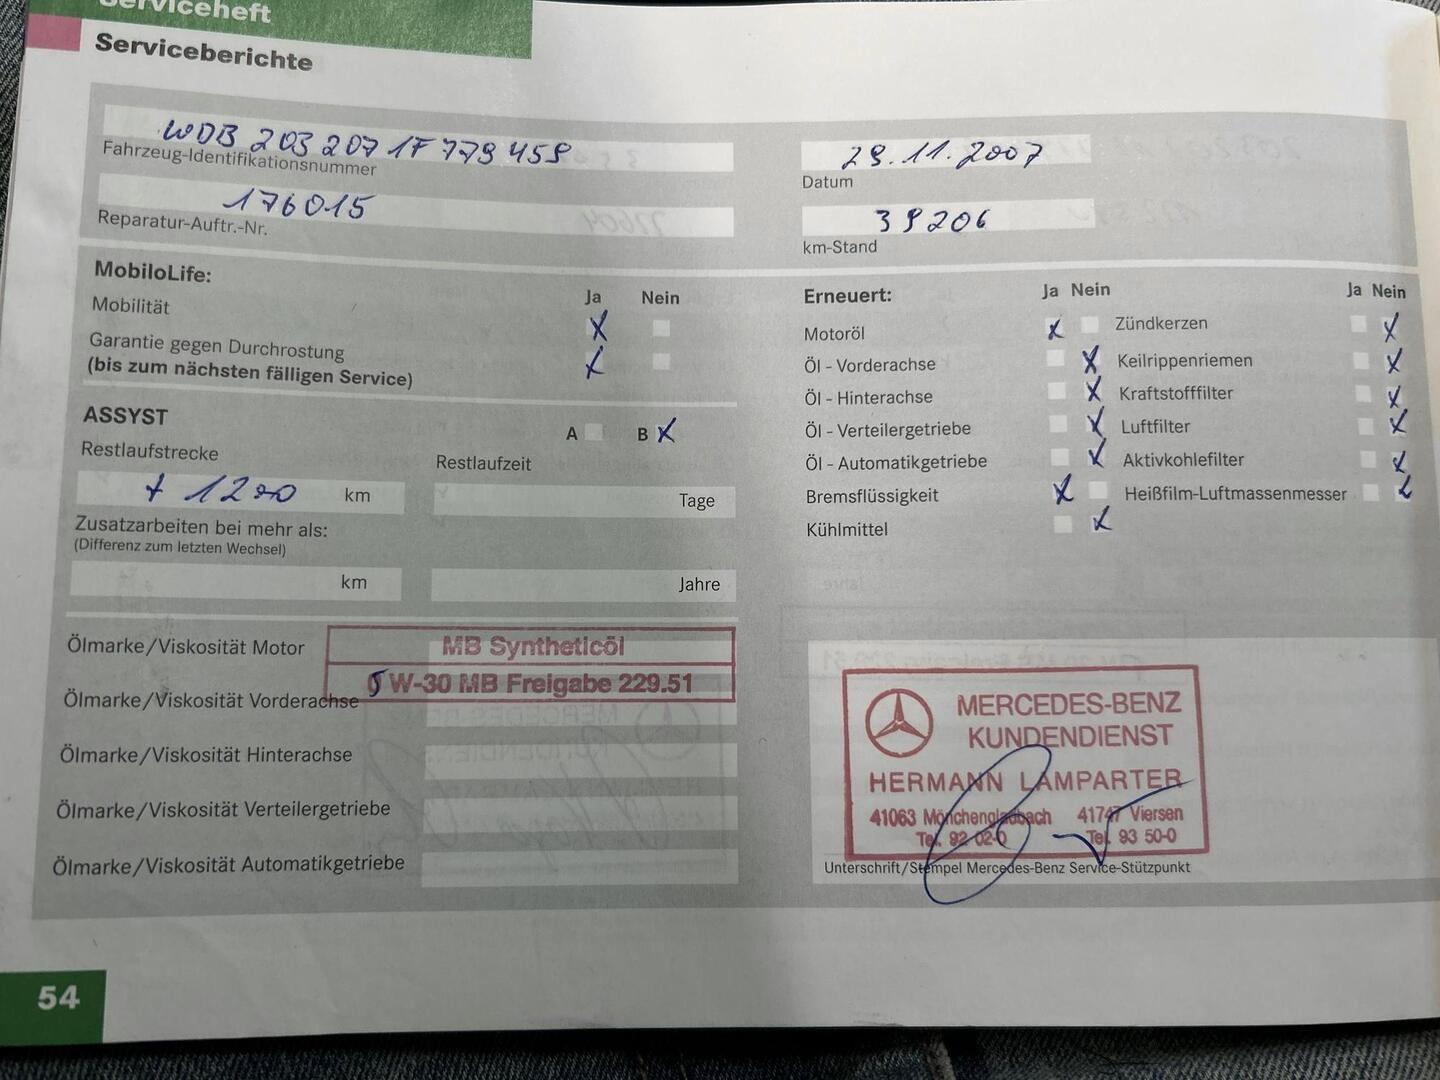 Serviceheft
Serviceberichte
WDB 203 207 1F 779 459
Fahrzeug-Identifikationsnummer
176015
Reparatur-Auftr.-Nr.
29.11.2007
Datum
39206
km-Stand
MobiloLife:
Ja Nein
Mobilität X
Garantie gegen Durchrostung X
(bis zum nächsten fälligen Service)
ASSYST
A B X
Restlaufstrecke Restlaufzeit
+ 1200 km Tage
Zusatzarbeiten bei mehr als:
(Differenz zum letzten Wechsel)
km Jahre
Ölmarke/Viskosität Motor MB Syntheticöl
5W-30 MB Freigabe 229.51
Ölmarke/Viskosität Vorderachse
Ölmarke/Viskosität Hinterachse
Ölmarke/Viskosität Verteilergetriebe
Ölmarke/Viskosität Automatikgetriebe
Erneuert: Ja Nein Ja Nein
Motoröl X Zündkerzen X
Öl - Vorderachse X Keilrippenriemen X
Öl - Hinterachse X Kraftstofffilter X
Öl - Verteilergetriebe X Luftfilter X
Öl - Automatikgetriebe X Aktivkohlefilter X
Bremsflüssigkeit X Heißfilm-Luftmassenmesser X
Kühlmittel X
MERCEDES-BENZ
KUNDENDIENST
HERMANN LAMPARTER
41063 Mönchengladbach 41747 Viersen
Tel. 92 02-0 Tel. 93 50-0
Unterschrift/Stempel Mercedes-Benz Service-Stützpunkt
54